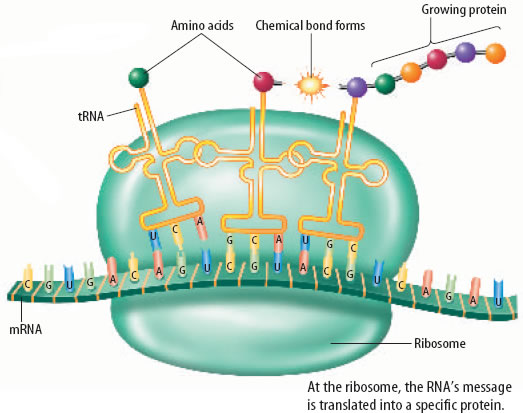 Growing protein
Amino acids
Chemical bond forms
tRNA
U C A G C A U G C
C G U G A C A G U C G U A C G U C A G A U
mRNA
Ribosome
At the ribosome, the RNA's message
is translated into a specific protein.